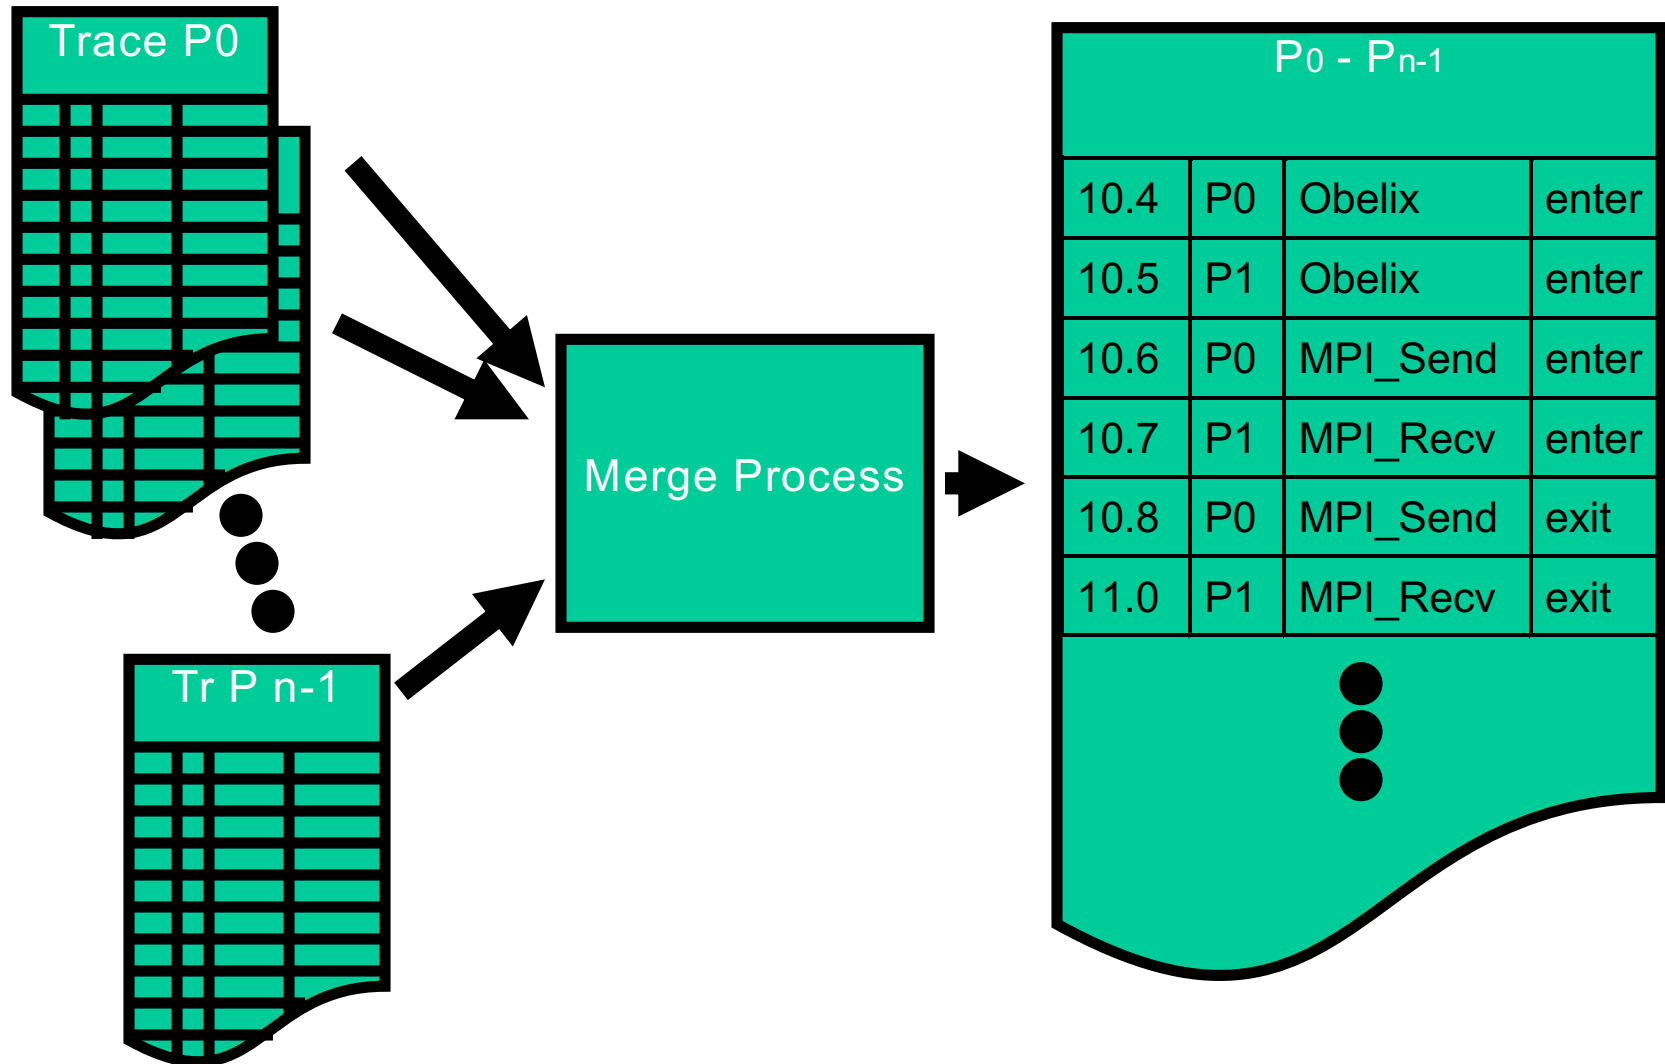 Trace P0
Tr P n-1
Merge Process
P0 - Pn-1
10.4 P0 Obelix enter
10.5 P1 Obelix enter
10.6 P0 MPI_Send enter
10.7 P1 MPI_Recv enter
10.8 P0 MPI_Send exit
11.0 P1 MPI_Recv exit